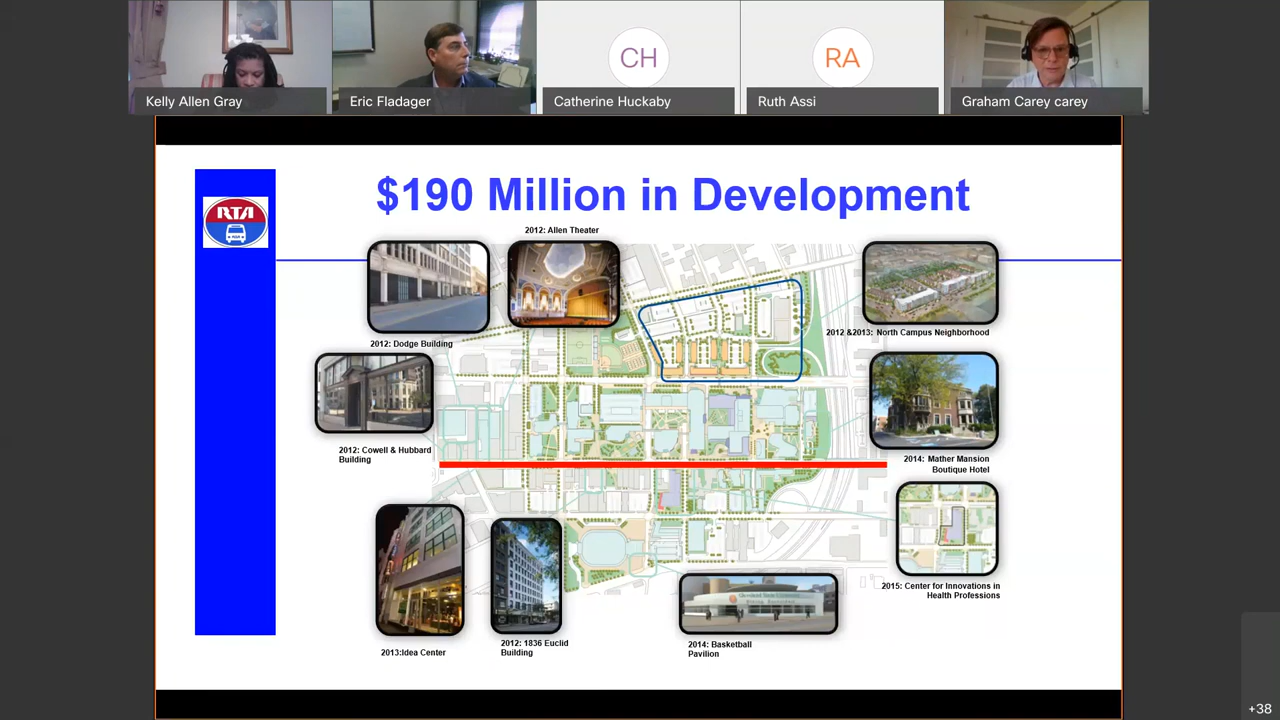 Kelly Allen Gray
Eric Fladager
CH
Catherine Huckaby
RA
Ruth Assi
Graham Carey carey
RTA
$190 Million in Development
2012: Allen Theater
2012: Dodge Building
2012 &2013: North Campus Neighborhood
2012: Cowell & Hubbard
Building
2014: Mather Mansion
Boutique Hotel
2015: Center for Innovations in
Health Professions
2013:Idea Center
2012: 1836 Euclid
Building
2014: Basketball
Pavilion
+38